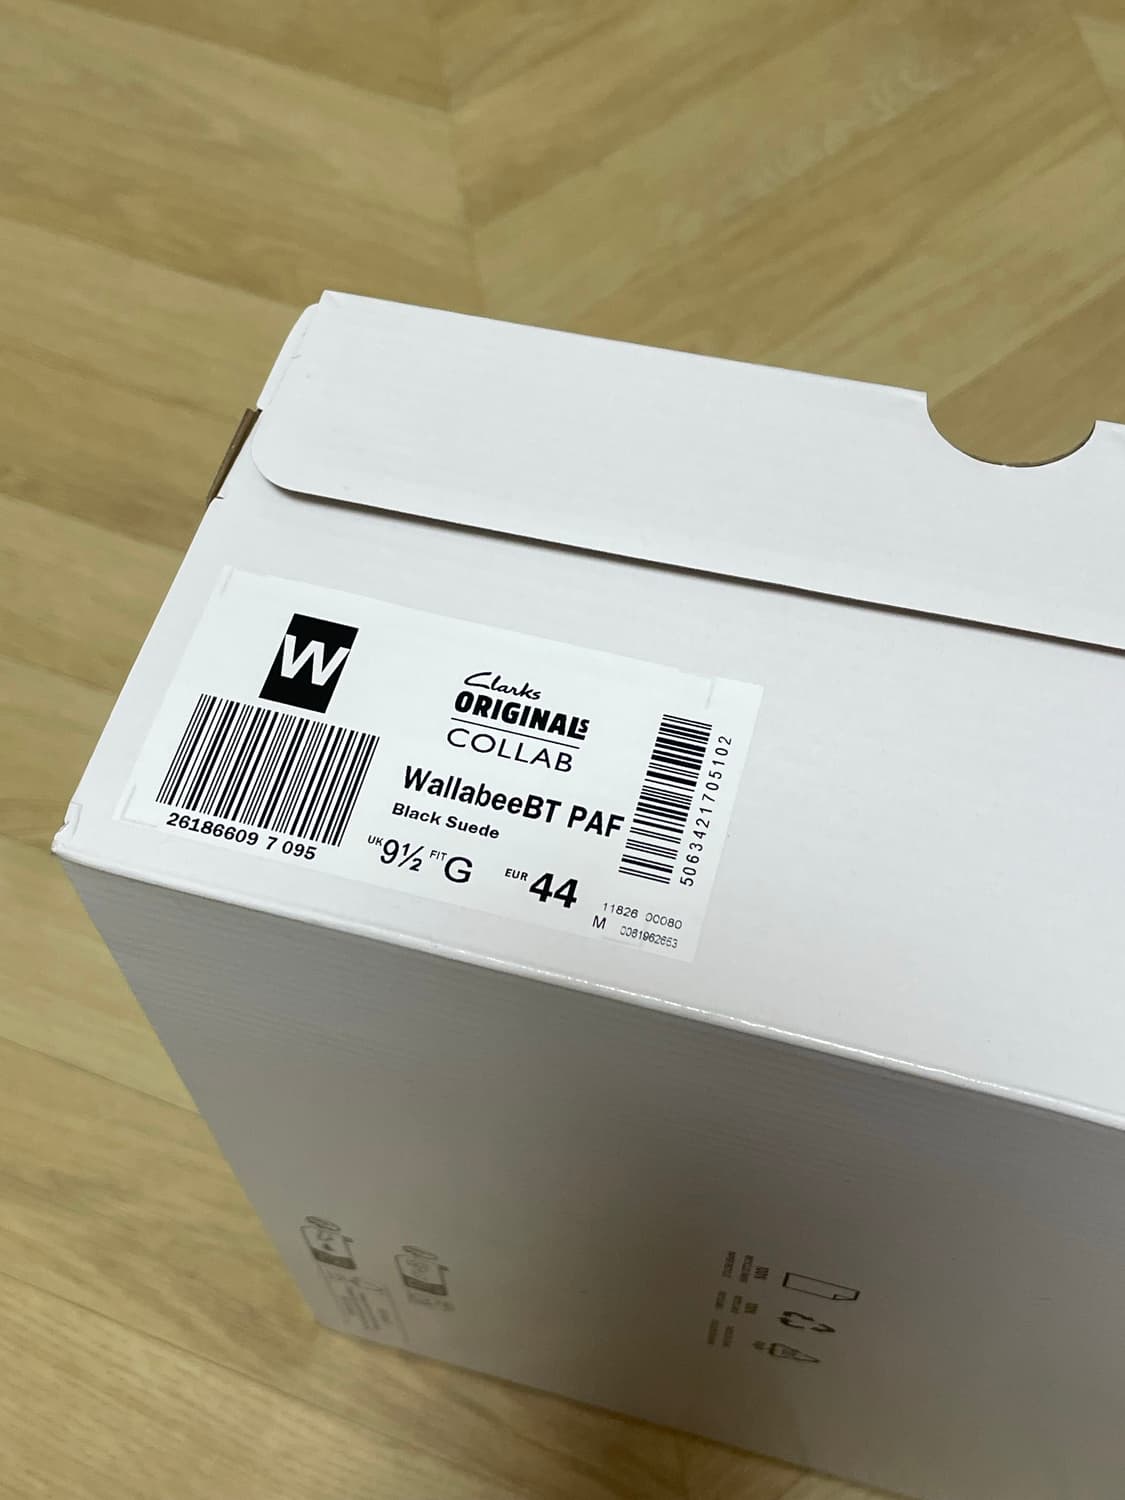 W
26186609 7 095
Clarks
ORIGINALS
COLLAB
WallabeeBT PAF
Black Suede
UK 9½ FIT G EUR 44
5063421705102
11826 00080
M 0081962663